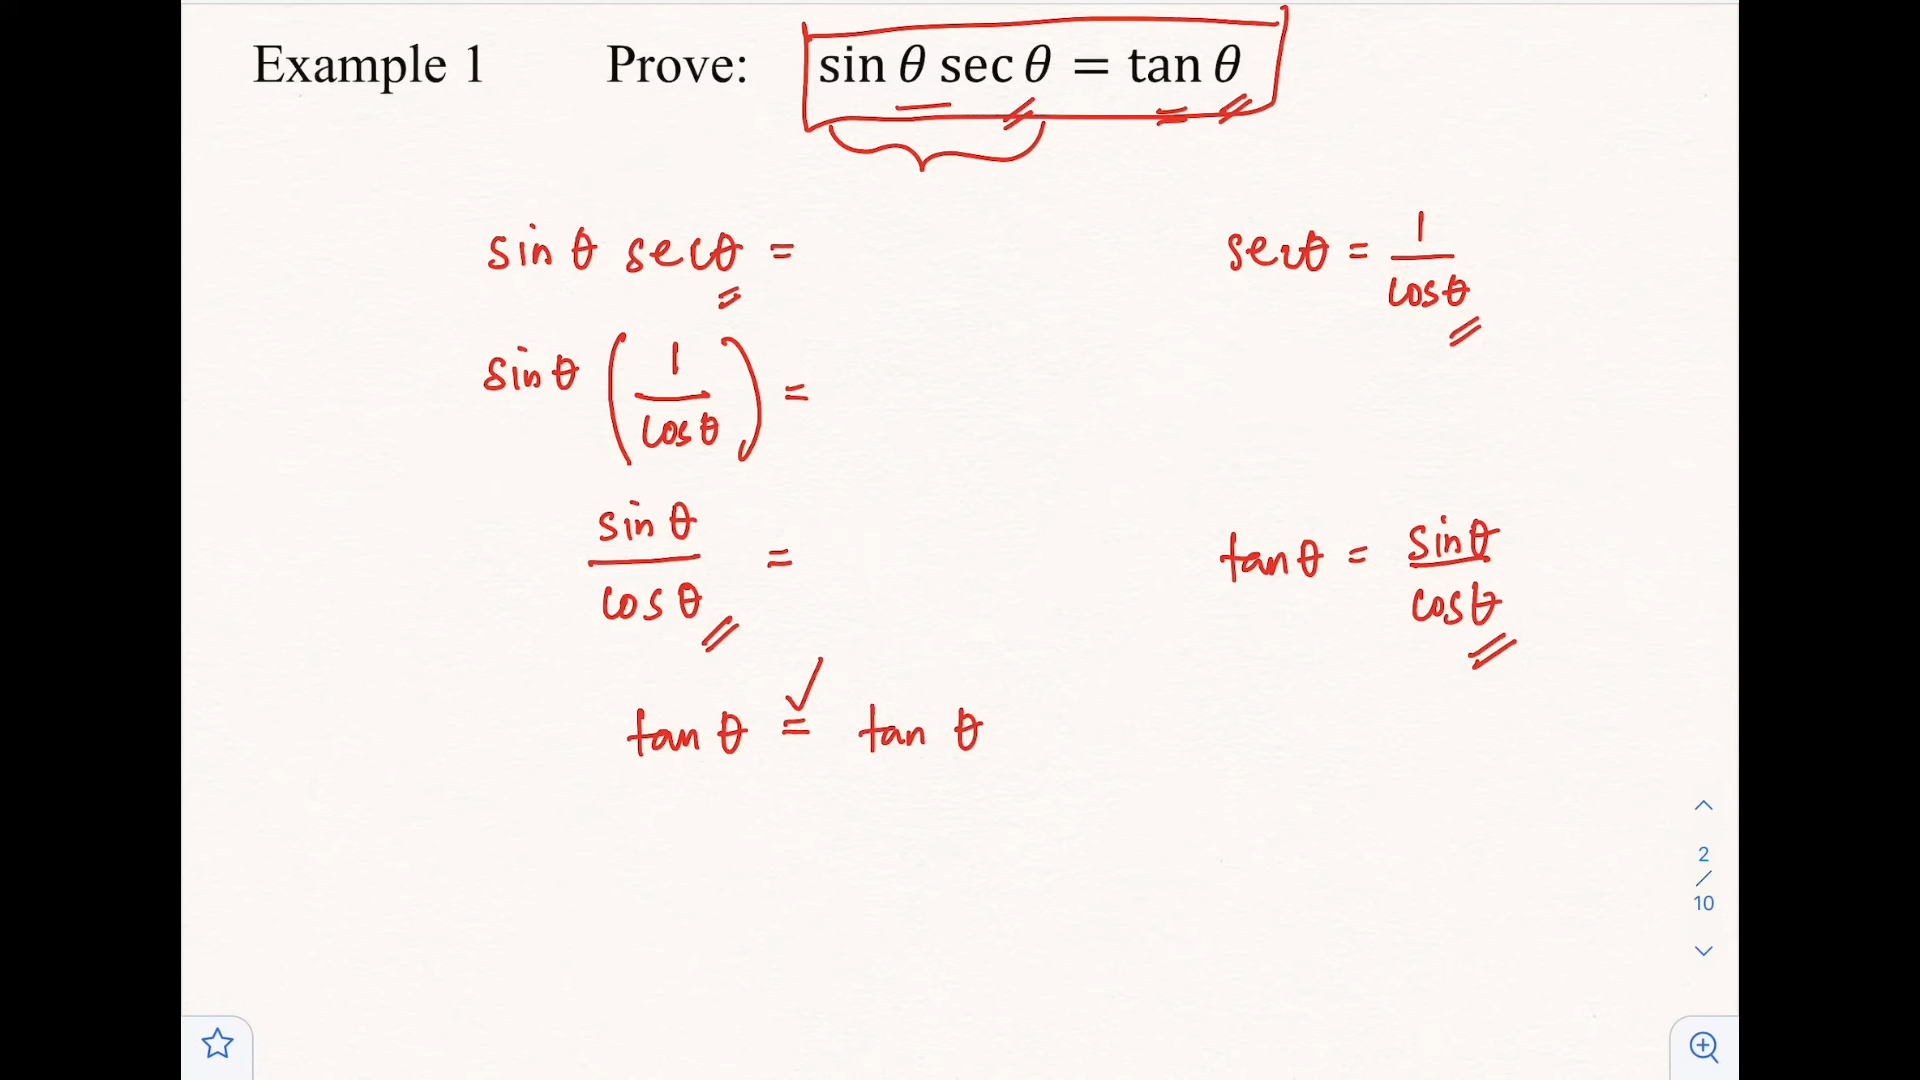 Example 1 Prove: sin θ sec θ = tan θ
sin θ sec θ =
sec θ = 1 / cos θ
sin θ ( 1 / cos θ ) =
sin θ / cos θ =
tan θ = sin θ / cos θ
tan θ = tan θ
2
/
10